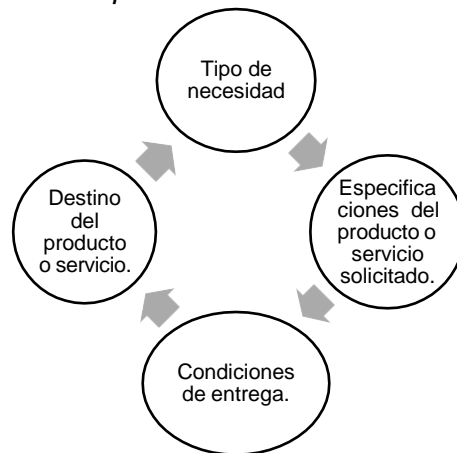 Tipo de
necesidad
Especifica
ciones del
producto o
servicio
solicitado.
Condiciones
de entrega.
Destino
del
producto
o servicio.